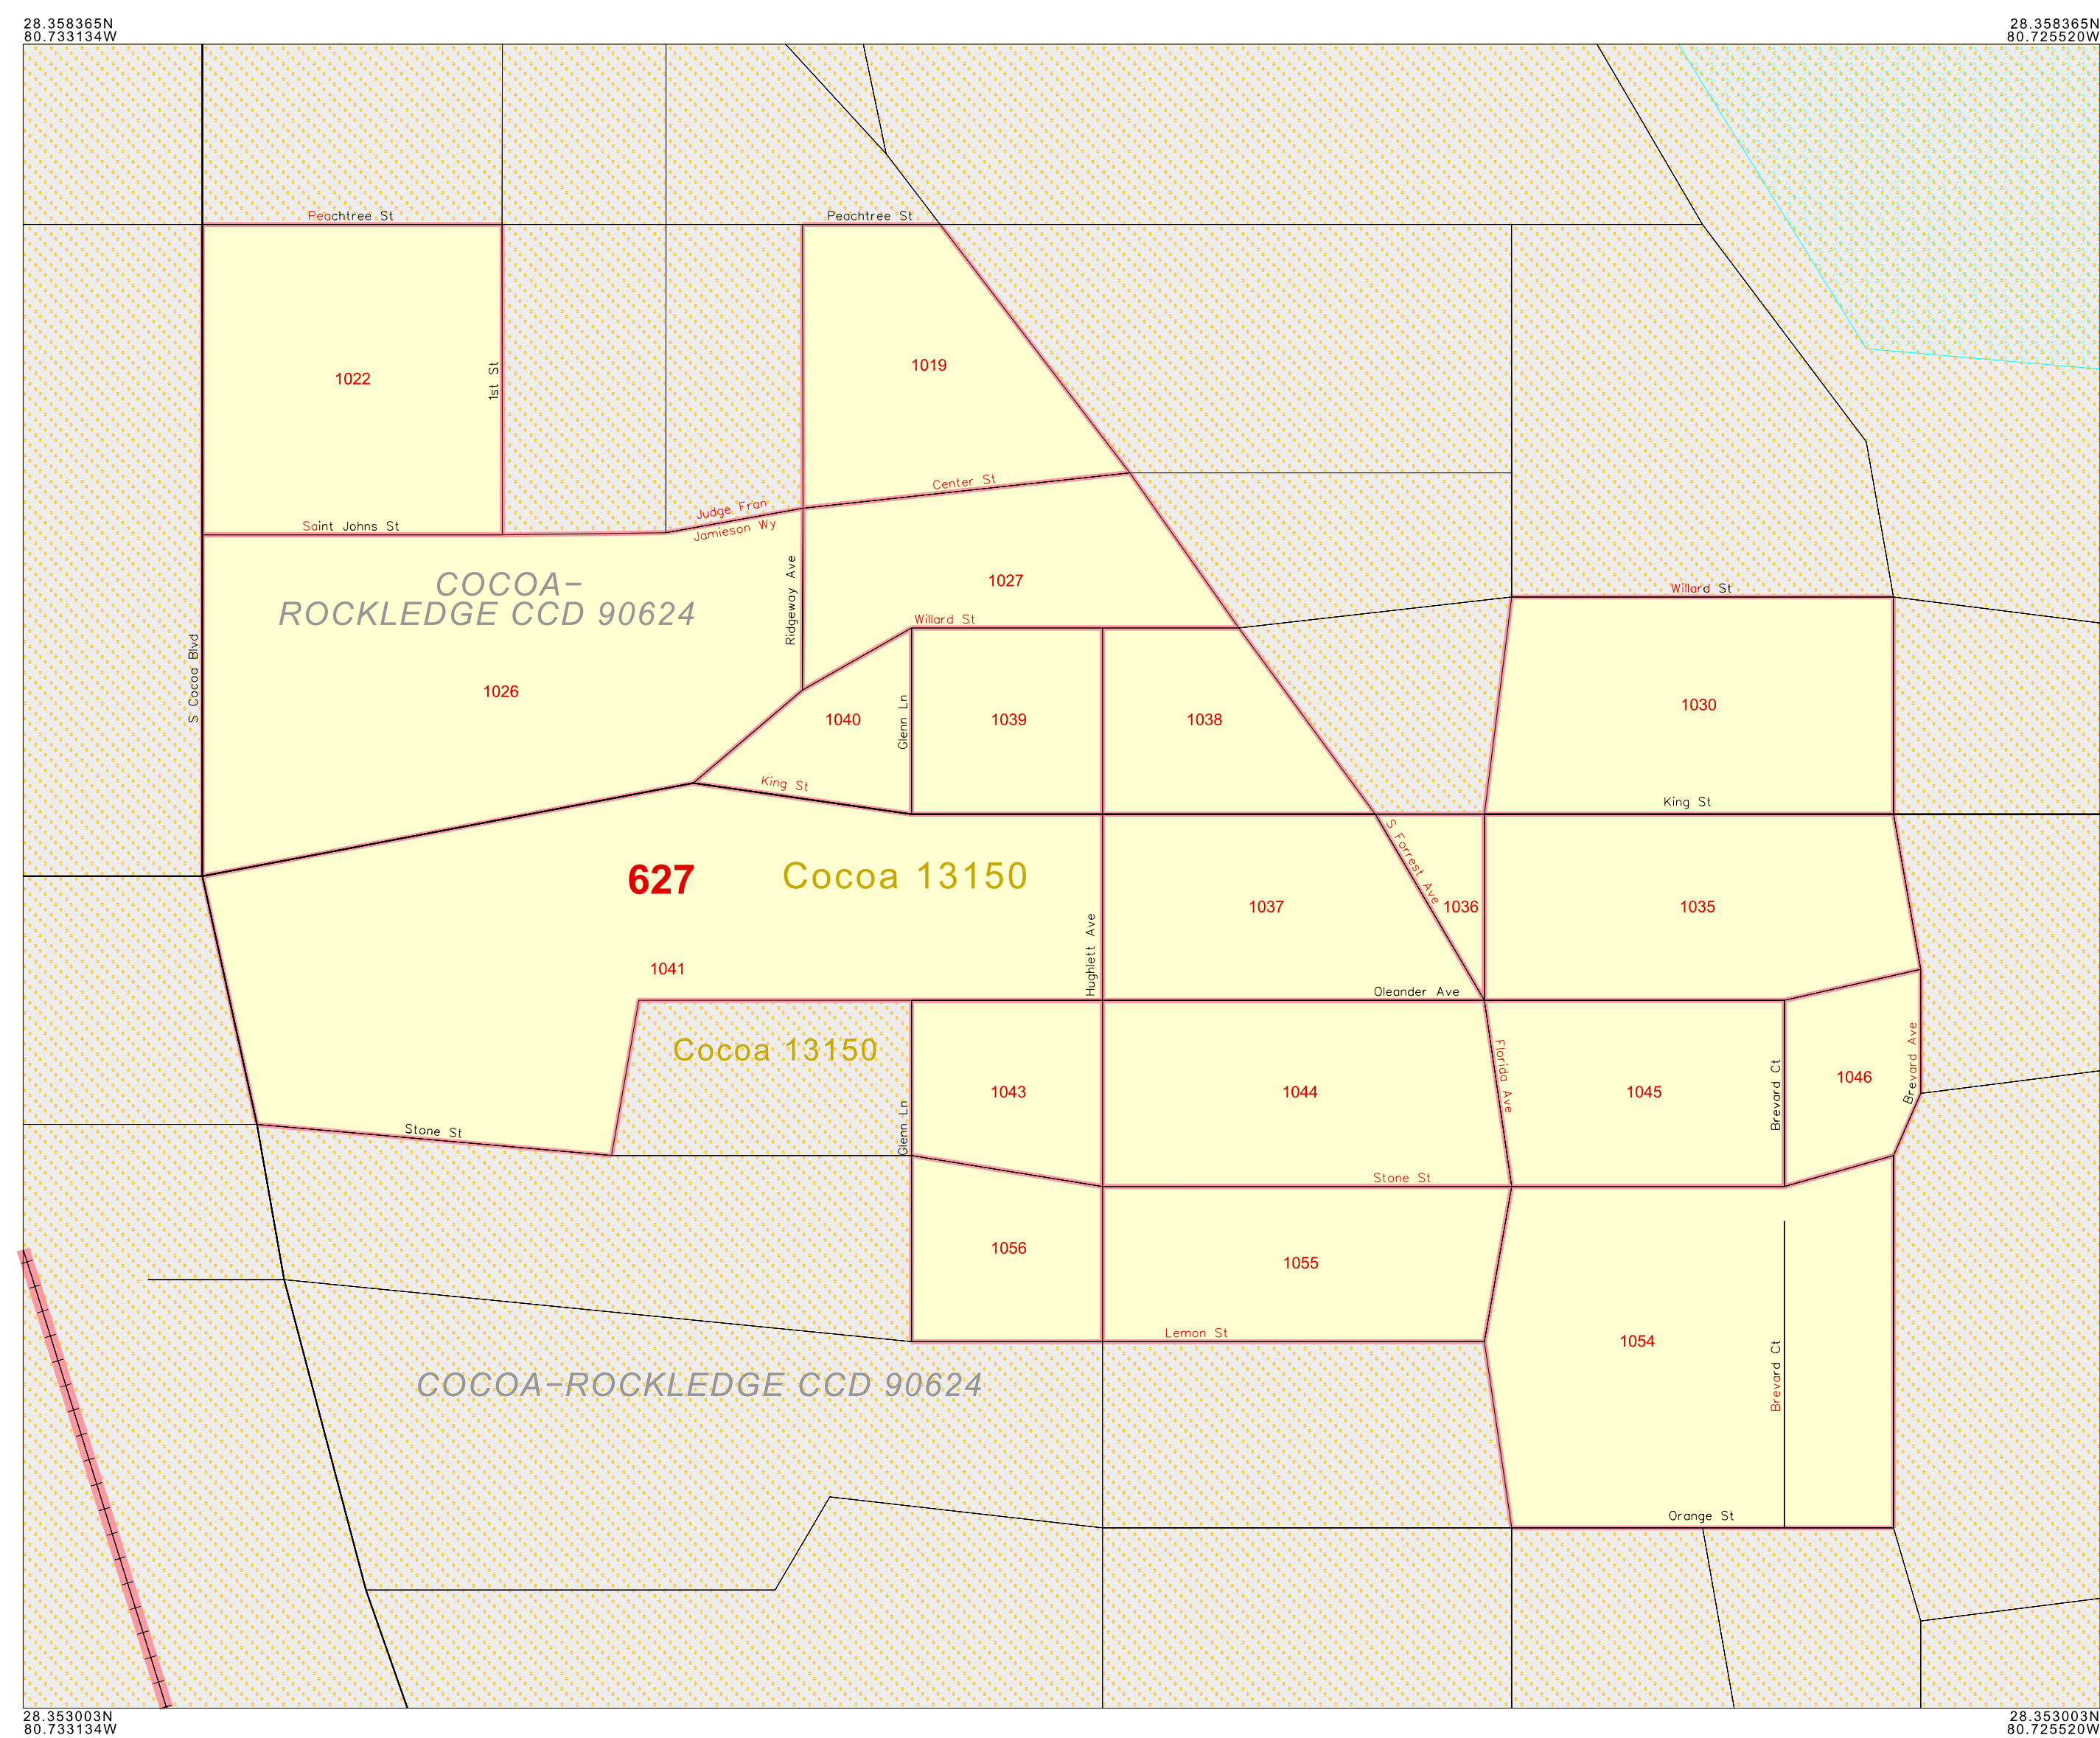 28.358365N
80.733134W
28.358365N
80.725520W
Peachtree St
Peachtree St
1019
1022
1st St
Center St
Judge Fran
Jamieson Wy
Saint Johns St
COCOA-
ROCKLEDGE CCD 90624
Ridgeway Ave
1027
Willard St
Willard St
S Cocoa Blvd
1026
1040
Glenn Ln
1039
1038
1030
King St
King St
S Forrest Ave
627
Cocoa 13150
1037
1036
1035
Hughlett Ave
1041
Oleander Ave
Cocoa 13150
Florida Ave
Brevard Ave
1043
1044
1045
Brevard Ct
1046
Glenn Ln
Stone St
Stone St
1056
1055
Lemon St
1054
Brevard Ct
COCOA-ROCKLEDGE CCD 90624
Orange St
28.353003N
80.733134W
28.353003N
80.725520W